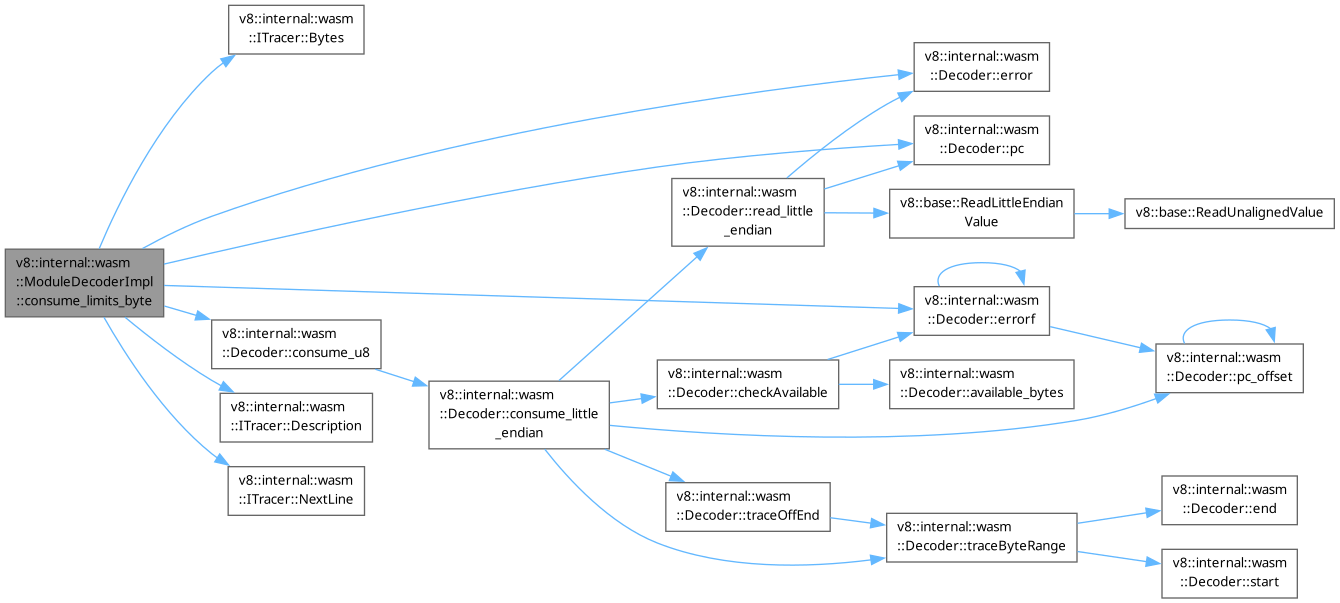 v8::internal::wasm
::ITracer::Bytes
v8::internal::wasm
::Decoder::error
v8::internal::wasm
::Decoder::pc
v8::internal::wasm
::Decoder::read_little
_endian
v8::base::ReadLittleEndian
Value
v8::base::ReadUnalignedValue
v8::internal::wasm
::ModuleDecoderImpl
::consume_limits_byte
v8::internal::wasm
::Decoder::errorf
v8::internal::wasm
::Decoder::consume_u8
v8::internal::wasm
::Decoder::pc_offset
v8::internal::wasm
::Decoder::checkAvailable
v8::internal::wasm
::Decoder::available_bytes
v8::internal::wasm
::Decoder::consume_little
_endian
v8::internal::wasm
::ITracer::Description
v8::internal::wasm
::ITracer::NextLine
v8::internal::wasm
::Decoder::traceOffEnd
v8::internal::wasm
::Decoder::traceByteRange
v8::internal::wasm
::Decoder::end
v8::internal::wasm
::Decoder::start